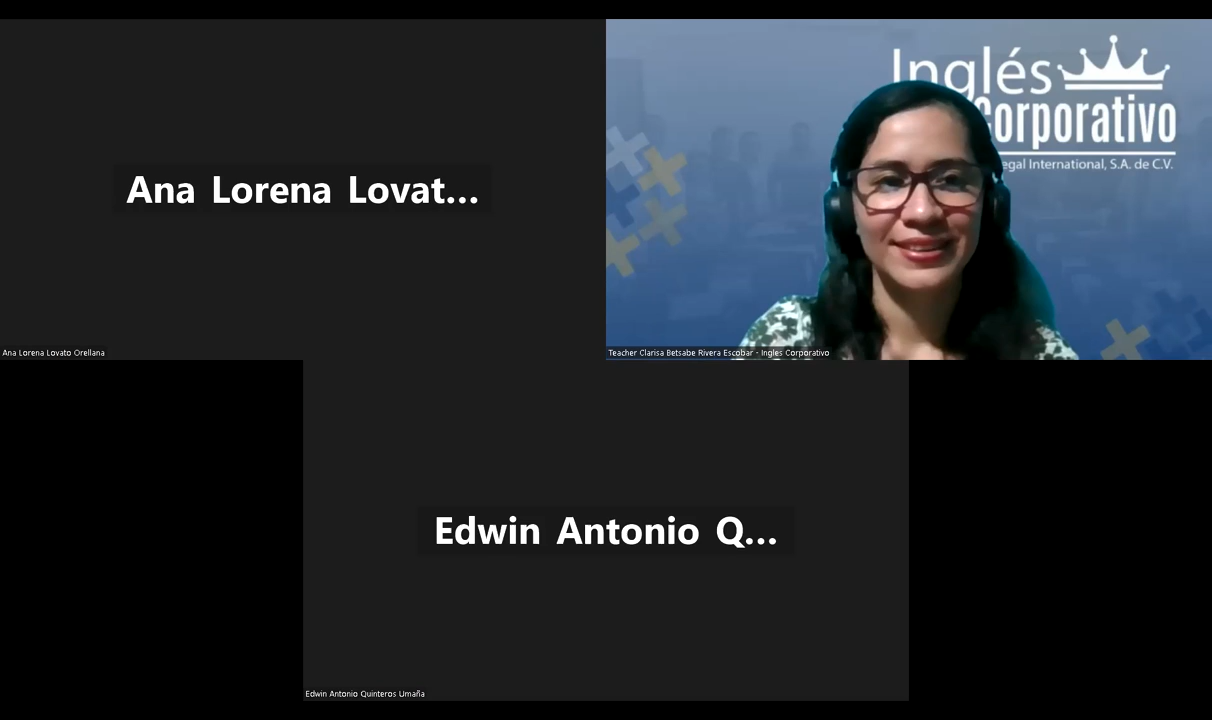 Ana Lorena Lovat...
Ana Lorena Lovato Orellana
Inglés
Corporativo
egal International, S.A. de C.V.
Teacher Clarisa Betsabe Rivera Escobar - Ingles Corporativo
Edwin Antonio Q...
Edwin Antonio Quinteros Umaña